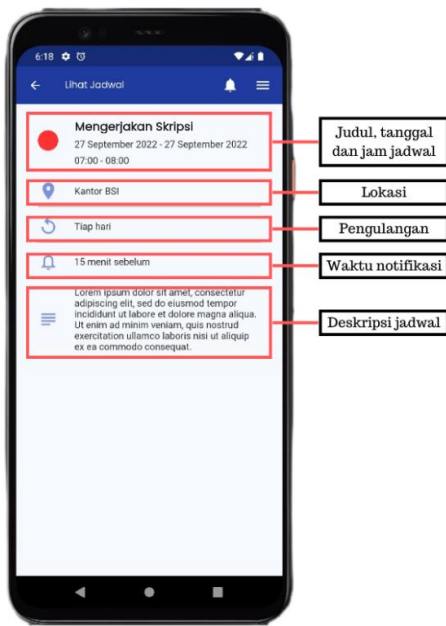 6:18
Lihat Jadwal
Mengerjakan Skripsi
27 September 2022 - 27 September 2022
07:00 - 08:00
Judul, tanggal
dan jam jadwal
Kantor BSI
Lokasi
Tiap hari
Pengulangan
15 menit sebelum
Waktu notifikasi
Lorem ipsum dolor sit amet, consectetur
adipiscing elit, sed do eiusmod tempor
incididunt ut labore et dolore magna aliqua.
Ut enim ad minim veniam, quis nostrud
exercitation ullamco laboris nisi ut aliquip
ex ea commodo consequat.
Deskripsi jadwal